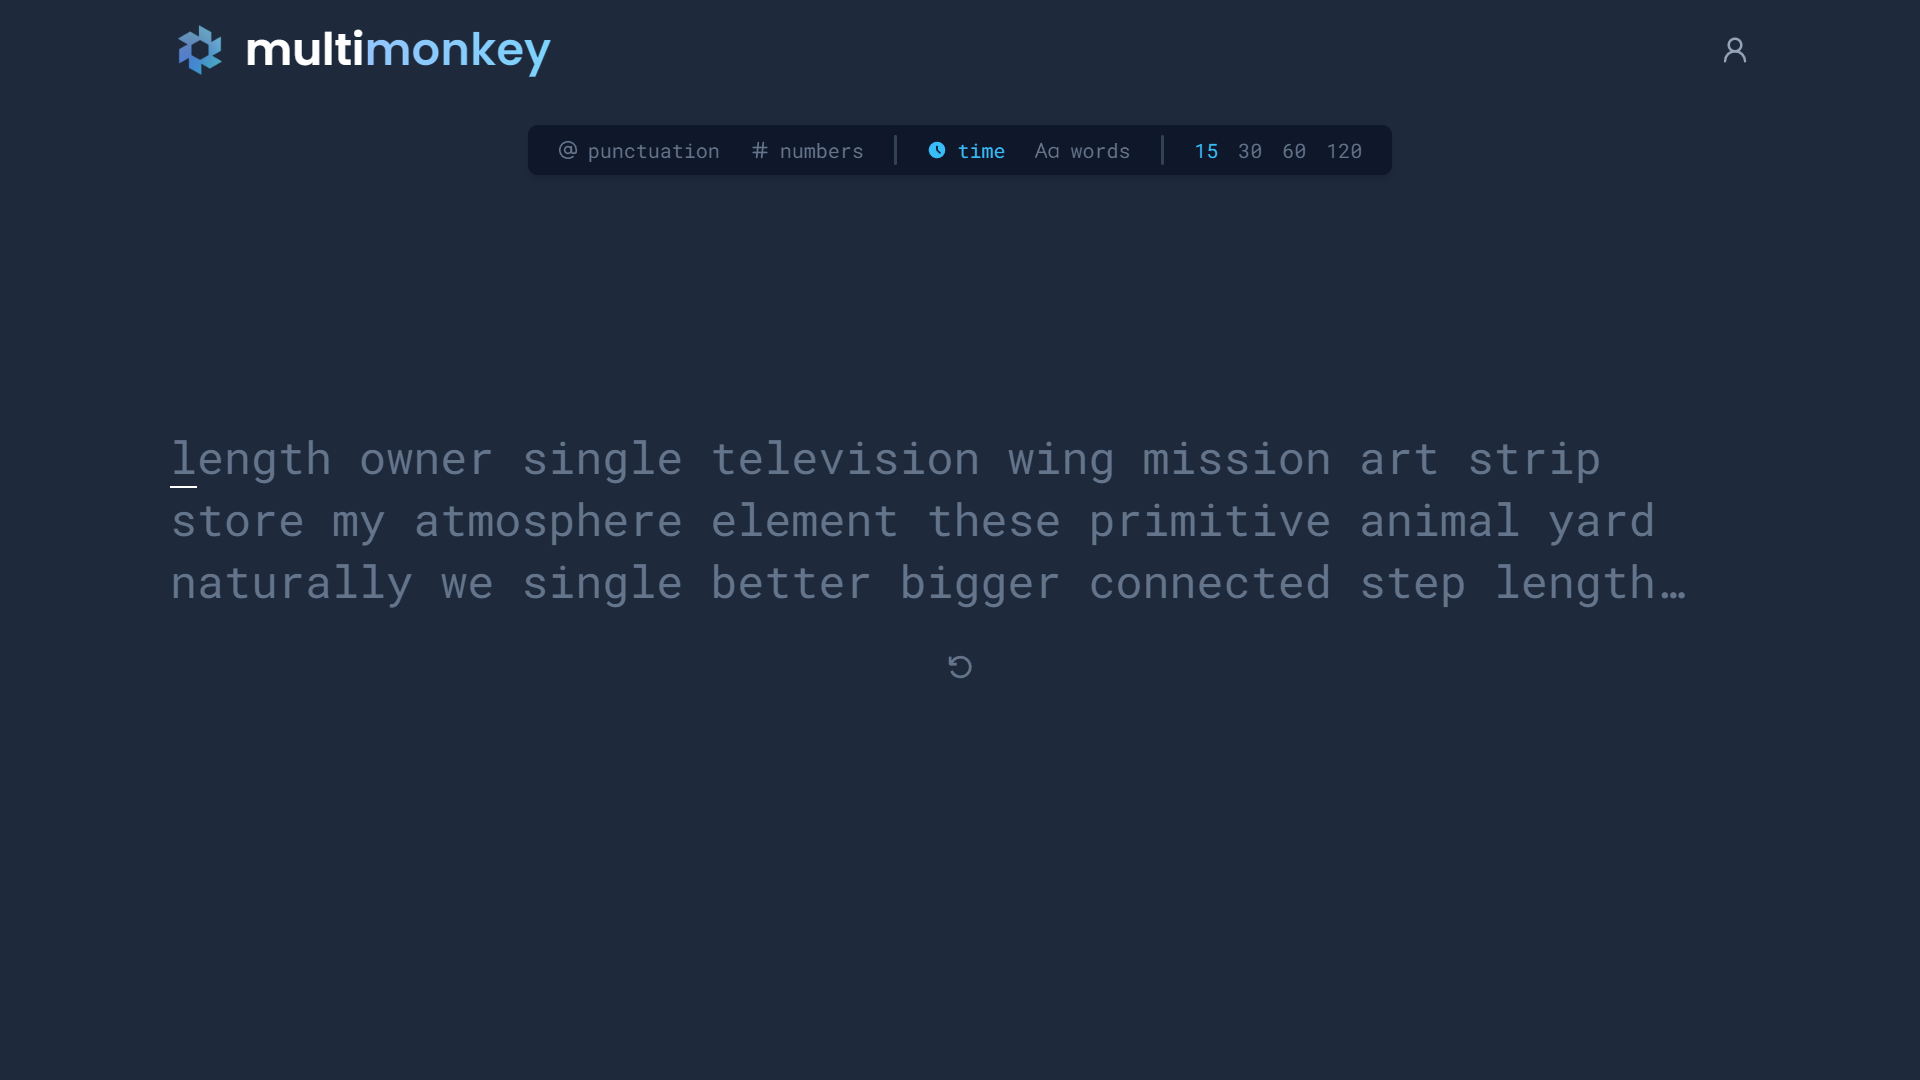 multimonkey
@ punctuation # numbers time Aa words 15 30 60 120
length owner single television wing mission art strip
store my atmosphere element these primitive animal yard
naturally we single better bigger connected step length…